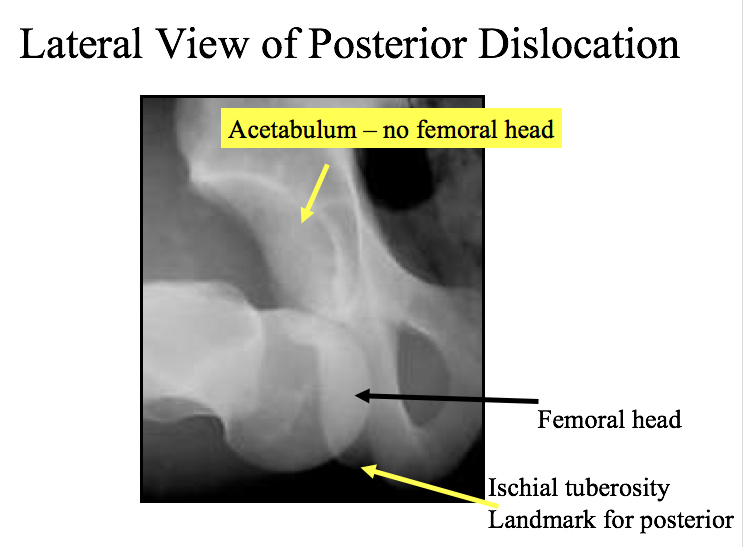 Lateral View of Posterior Dislocation
Acetabulum – no femoral head
Femoral head
Ischial tuberosity
Landmark for posterior